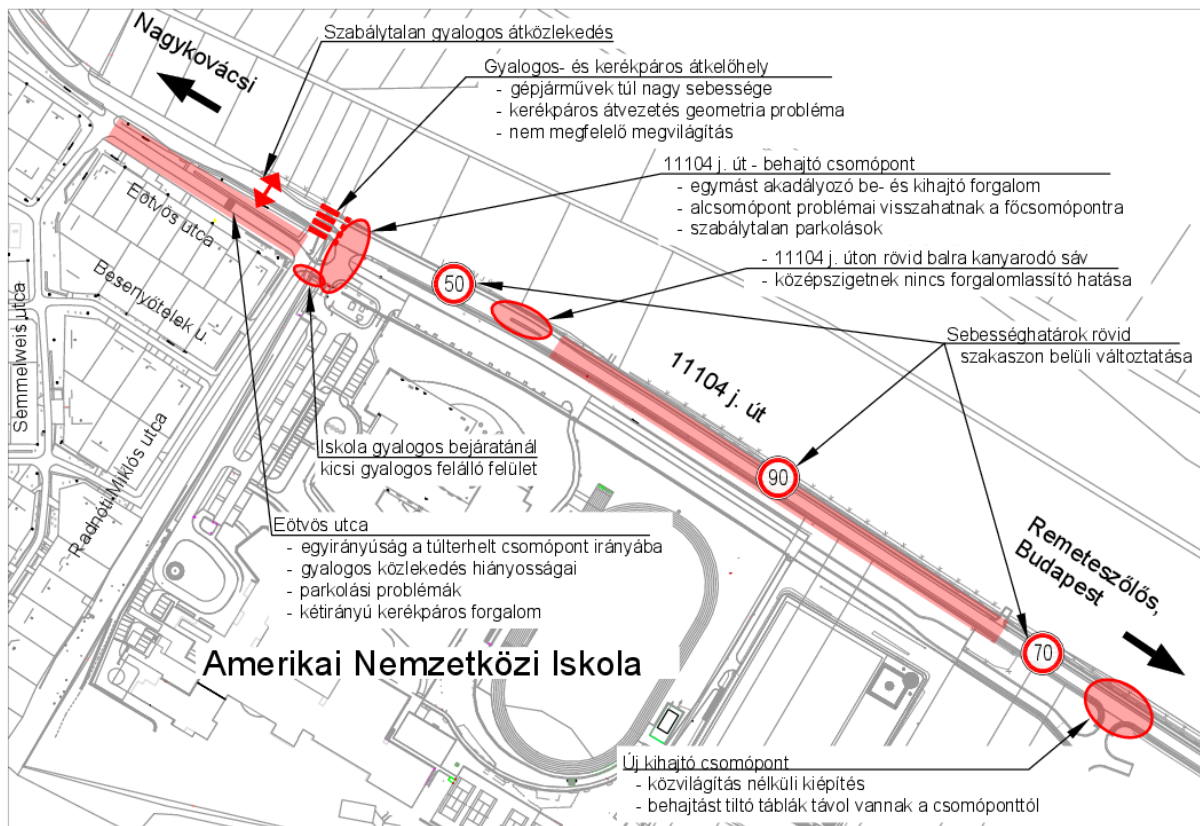 Szabálytalan gyalogos átközlekedés
Nagykovácsi
Gyalogos- és kerékpáros átkelőhely
- gépjárművek túl nagy sebessége
- kerékpáros átvezetés geometria probléma
- nem megfelelő megvilágítás
11104 j. út - behajtó csomópont
- egymást akadályozó be- és kihajtó forgalom
- alcsomópont problémái visszahatnak a főcsomópontra
- szabálytalan parkolások
- 11104 j. úton rövid balra kanyarodó sáv
- középszigetnek nincs forgalomlassító hatása
Eötvös utca
Besenyőtelek u.
Semmelweis utca
Radnóti Miklós utca
50
Sebességhatárok rövid
szakaszon belüli változtatása
11104 j. út
Iskola gyalogos bejáratánál
kicsi gyalogos felálló felület
90
Eötvös utca
- egyirányúság a túlterhelt csomópont irányába
- gyalogos közlekedés hiányosságai
- parkolási problémák
- kétirányú kerékpáros forgalom
Remeteszőlős,
Budapest
70
Amerikai Nemzetközi Iskola
Új kihajtó csomópont
- közvilágítás nélküli kiépítés
- behajtást tiltó táblák távol vannak a csomóponttól